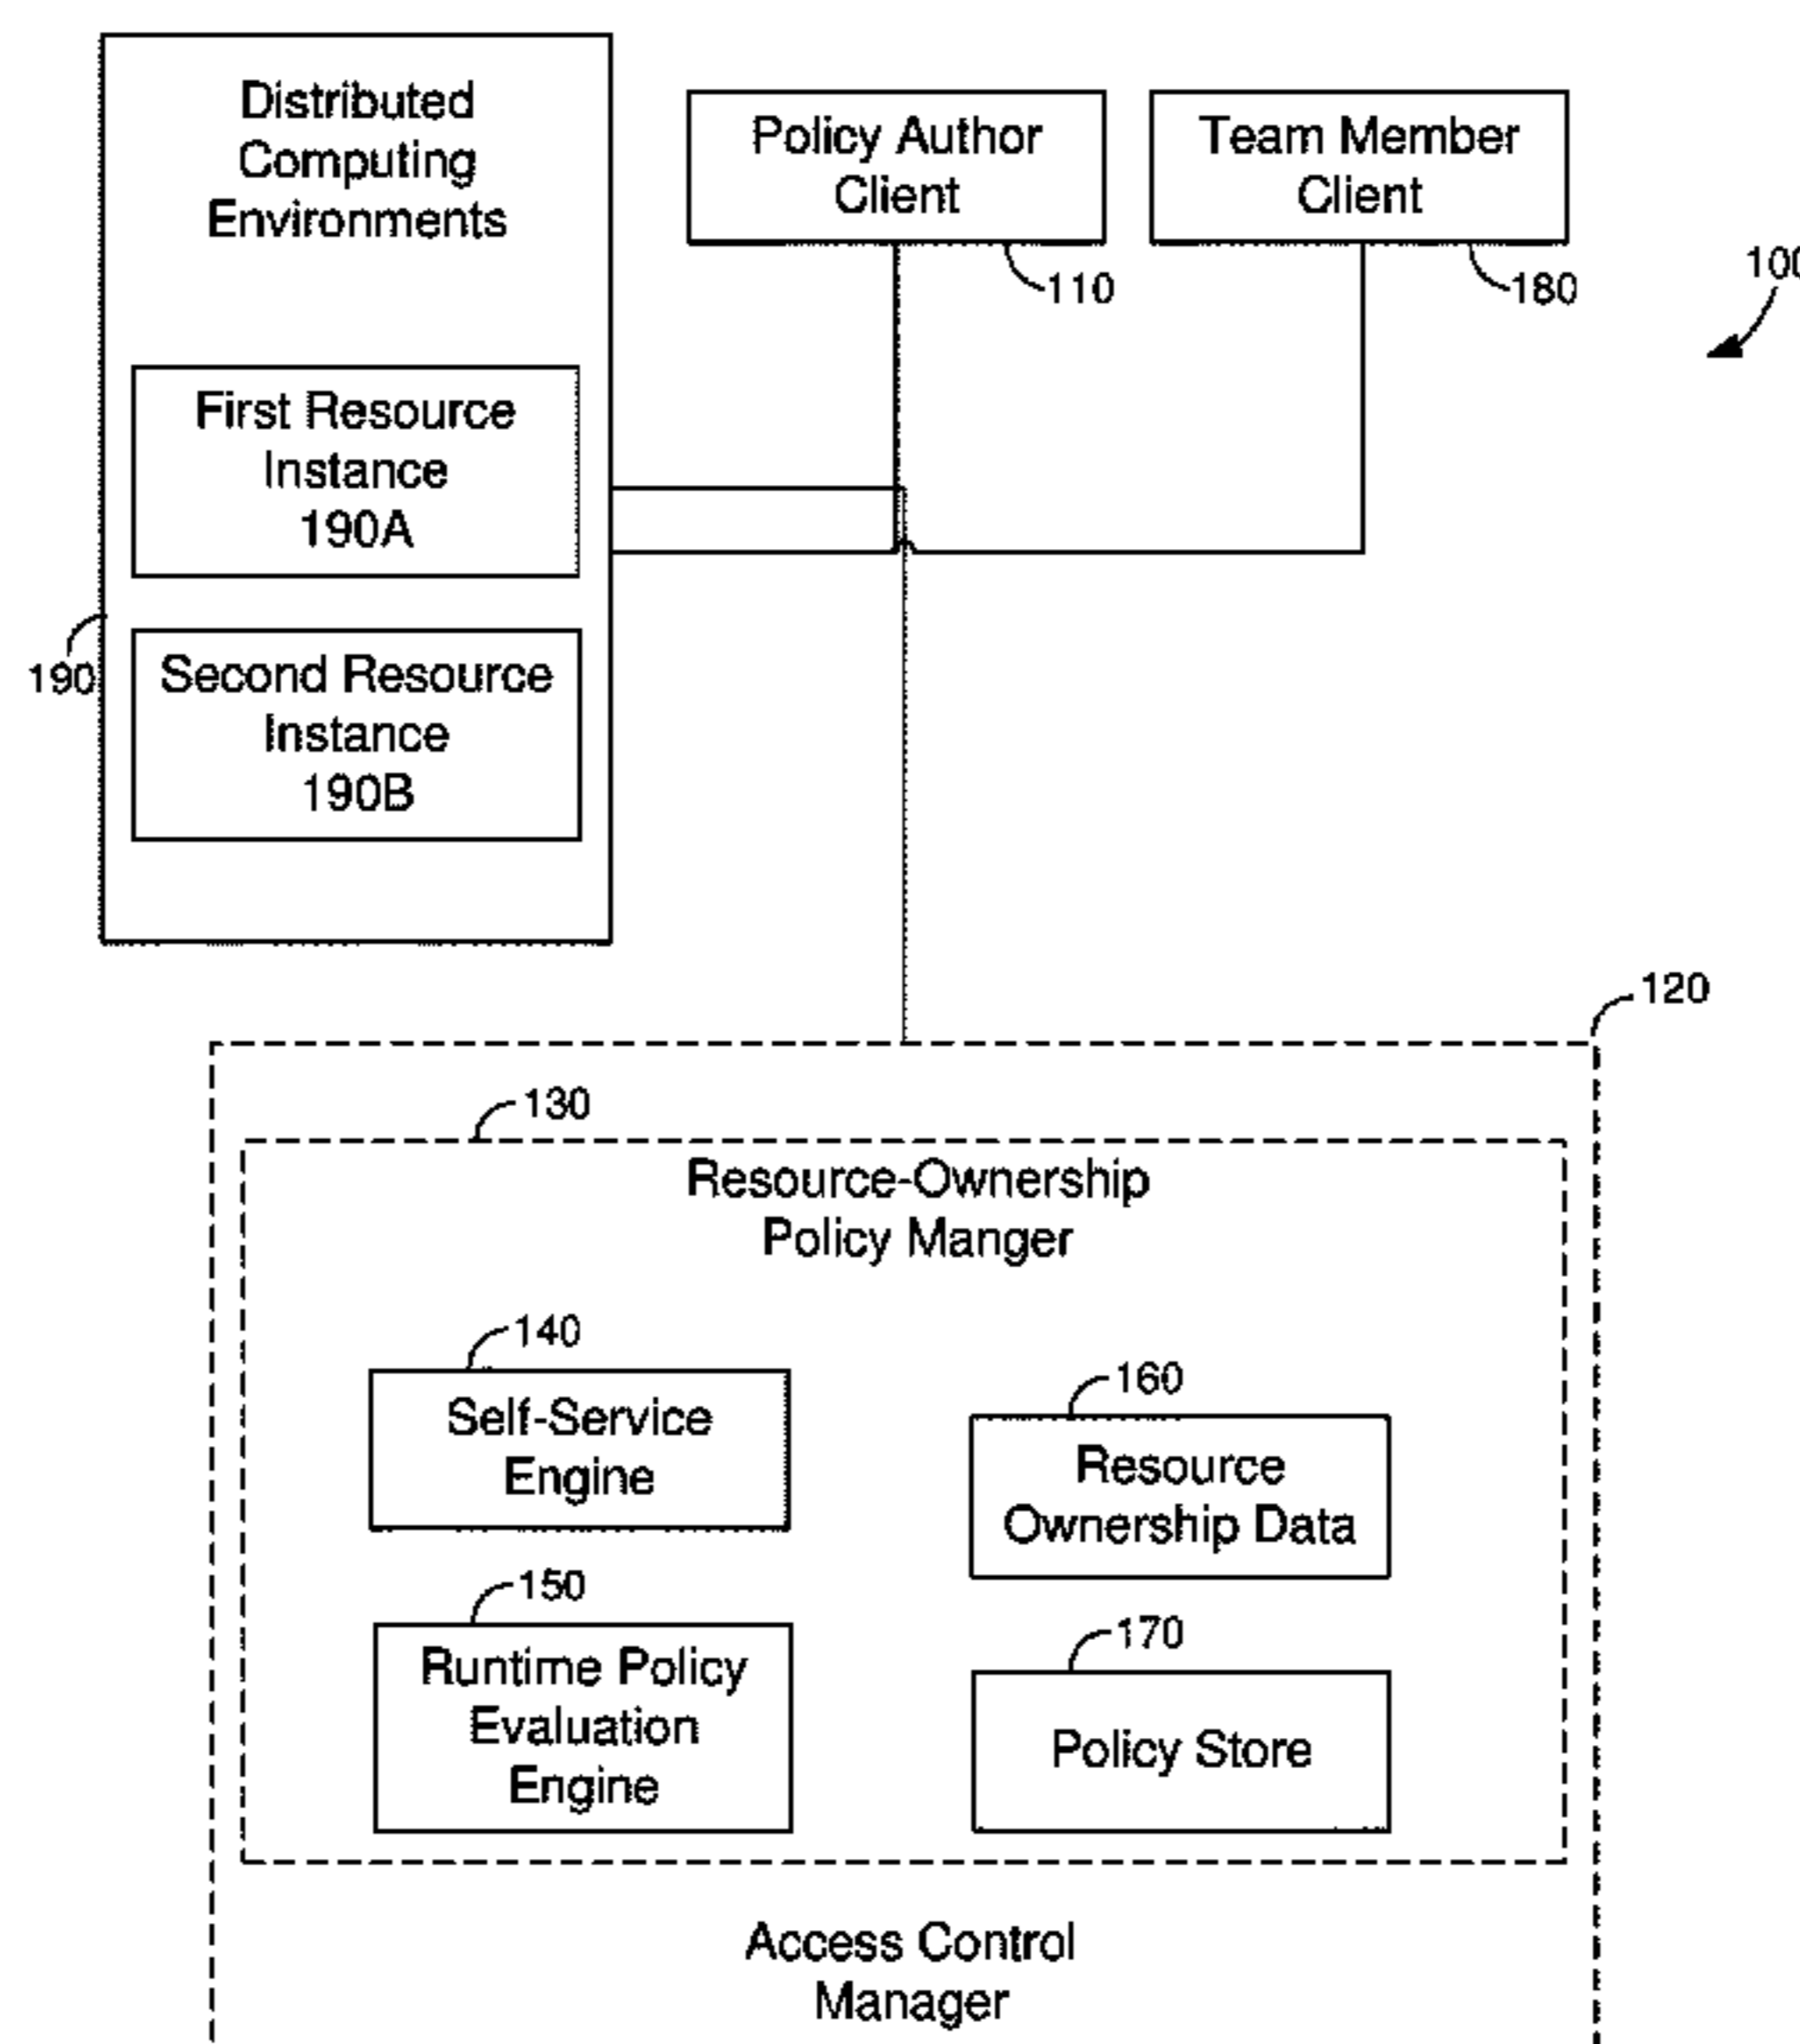 Distributed
Computing
Environments
Policy Author
Client
110
Team Member
Client
180
100
First Resource
Instance
190A
190
Second Resource
Instance
190B
120
130
Resource-Ownership
Policy Manger
140
Self-Service
Engine
160
Resource
Ownership Data
150
Runtime Policy
Evaluation
Engine
170
Policy Store
Access Control
Manager